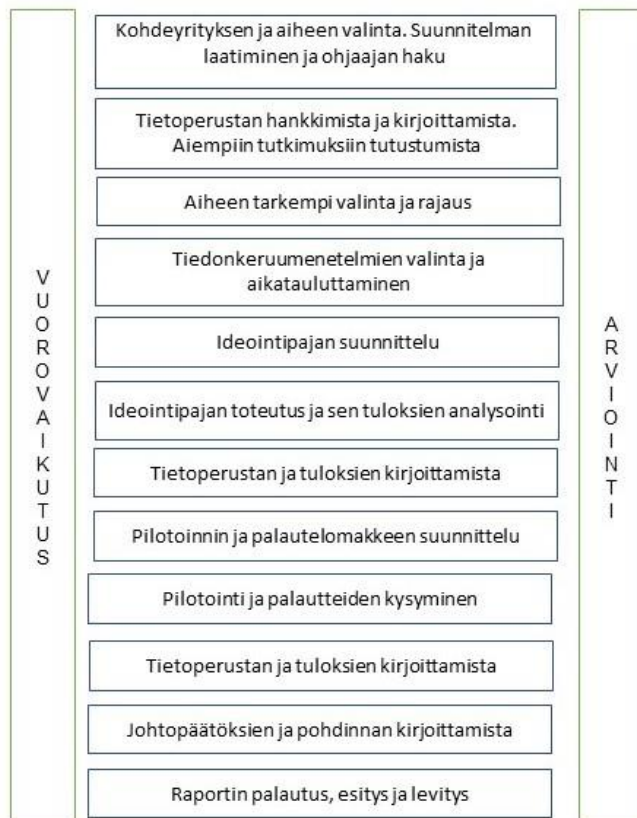 Kohdeyrityksen ja aiheen valinta. Suunnitelman
laatiminen ja ohjaajan haku
Tietoperustan hankkimista ja kirjoittamista.
Aiempiin tutkimuksiin tutustumista
Aiheen tarkempi valinta ja rajaus
Tiedonkeruumenetelmien valinta ja
aikatauluttaminen
Ideointipajan suunnittelu
Ideointipajan toteutus ja sen tuloksien analysointi
Tietoperustan ja tuloksien kirjoittamista
Pilotoinnin ja palautelomakkeen suunnittelu
Pilotointi ja palautteiden kysyminen
Tietoperustan ja tuloksien kirjoittamista
Johtopäätöksien ja pohdinnan kirjoittamista
Raportin palautus, esitys ja levitys
VUOROVAIKUTUS
ARVIOINTI